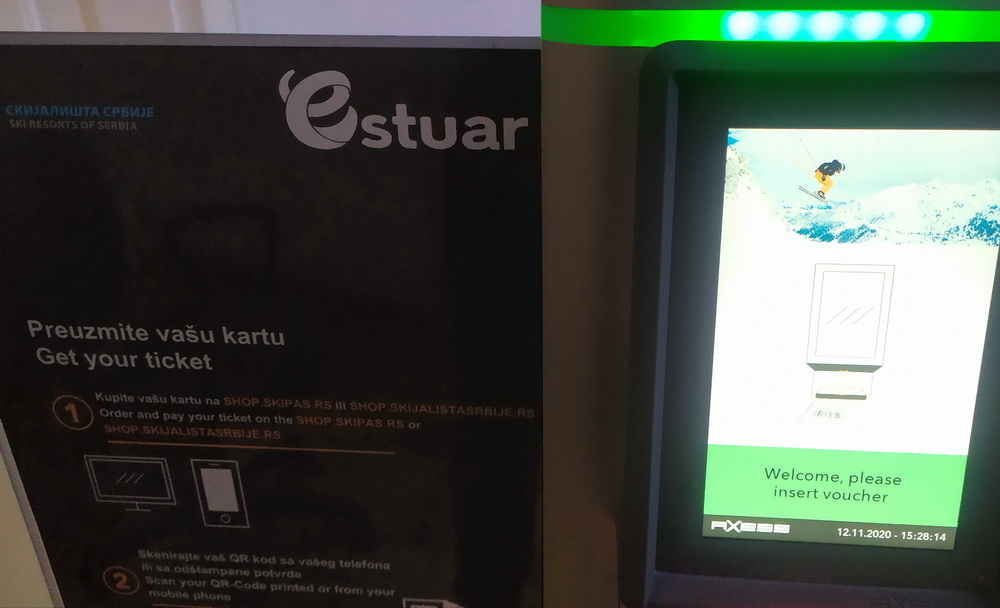 СКИЈАЛИШТА СРБИЈЕ
SKI RESORTS OF SERBIA
estuar
Preuzmite vašu kartu
Get your ticket
1
Kupite vašu kartu na SHOP.SKIPAS.RS ili SHOP.SKIJALISTASRBIJE.RS
Order and pay your ticket on the SHOP.SKIPAS.RS or
SHOP.SKIJALISTASRBIJE.RS
2
Skenirajte vaš QR kod sa vašeg telefona
ili sa odštampane potvrde
Scan your QR-Code printed or from your
mobile phone
Welcome, please
insert voucher
AXESS
12.11.2020 - 15:28:14